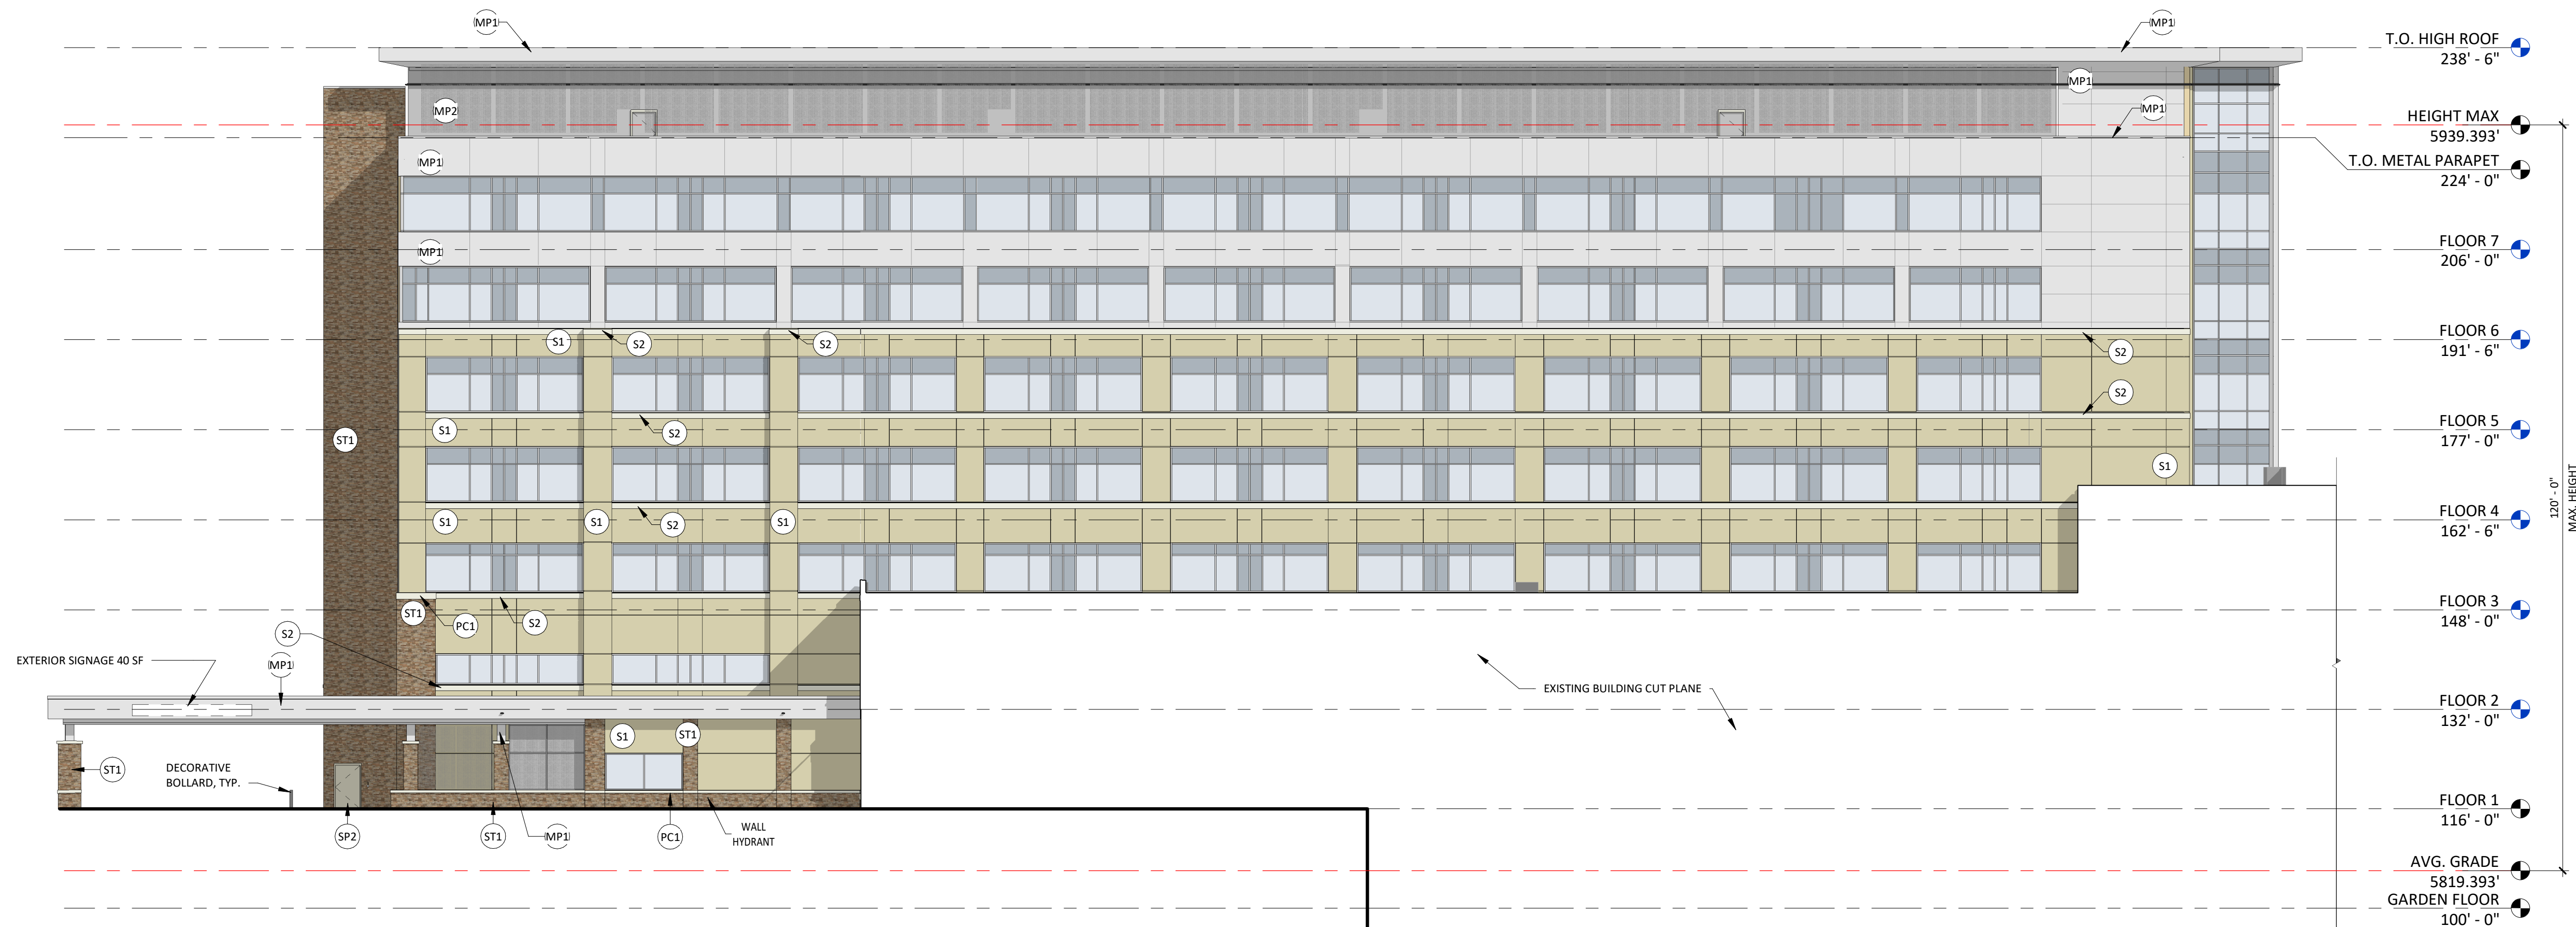 MP1
MP1
T.O. HIGH ROOF
238' - 6"
MP1
MP2
MP1
HEIGHT MAX
5939.393'
MP1
T.O. METAL PARAPET
224' - 0"
MP1
FLOOR 7
206' - 0"
S1
S2
S2
S2
FLOOR 6
191' - 6"
S2
ST1
S1
S2
S1
FLOOR 5
177' - 0"
120' - 0"
MAX. HEIGHT
S1
S1
S2
S1
FLOOR 4
162' - 6"
ST1
PC1
S2
FLOOR 3
148' - 0"
S2
EXTERIOR SIGNAGE 40 SF
MP1
EXISTING BUILDING CUT PLANE
FLOOR 2
132' - 0"
S1
ST1
ST1
DECORATIVE
BOLLARD, TYP.
FLOOR 1
116' - 0"
SP2
ST1
MP1
PC1
WALL
HYDRANT
AVG. GRADE
5819.393'
GARDEN FLOOR
100' - 0"